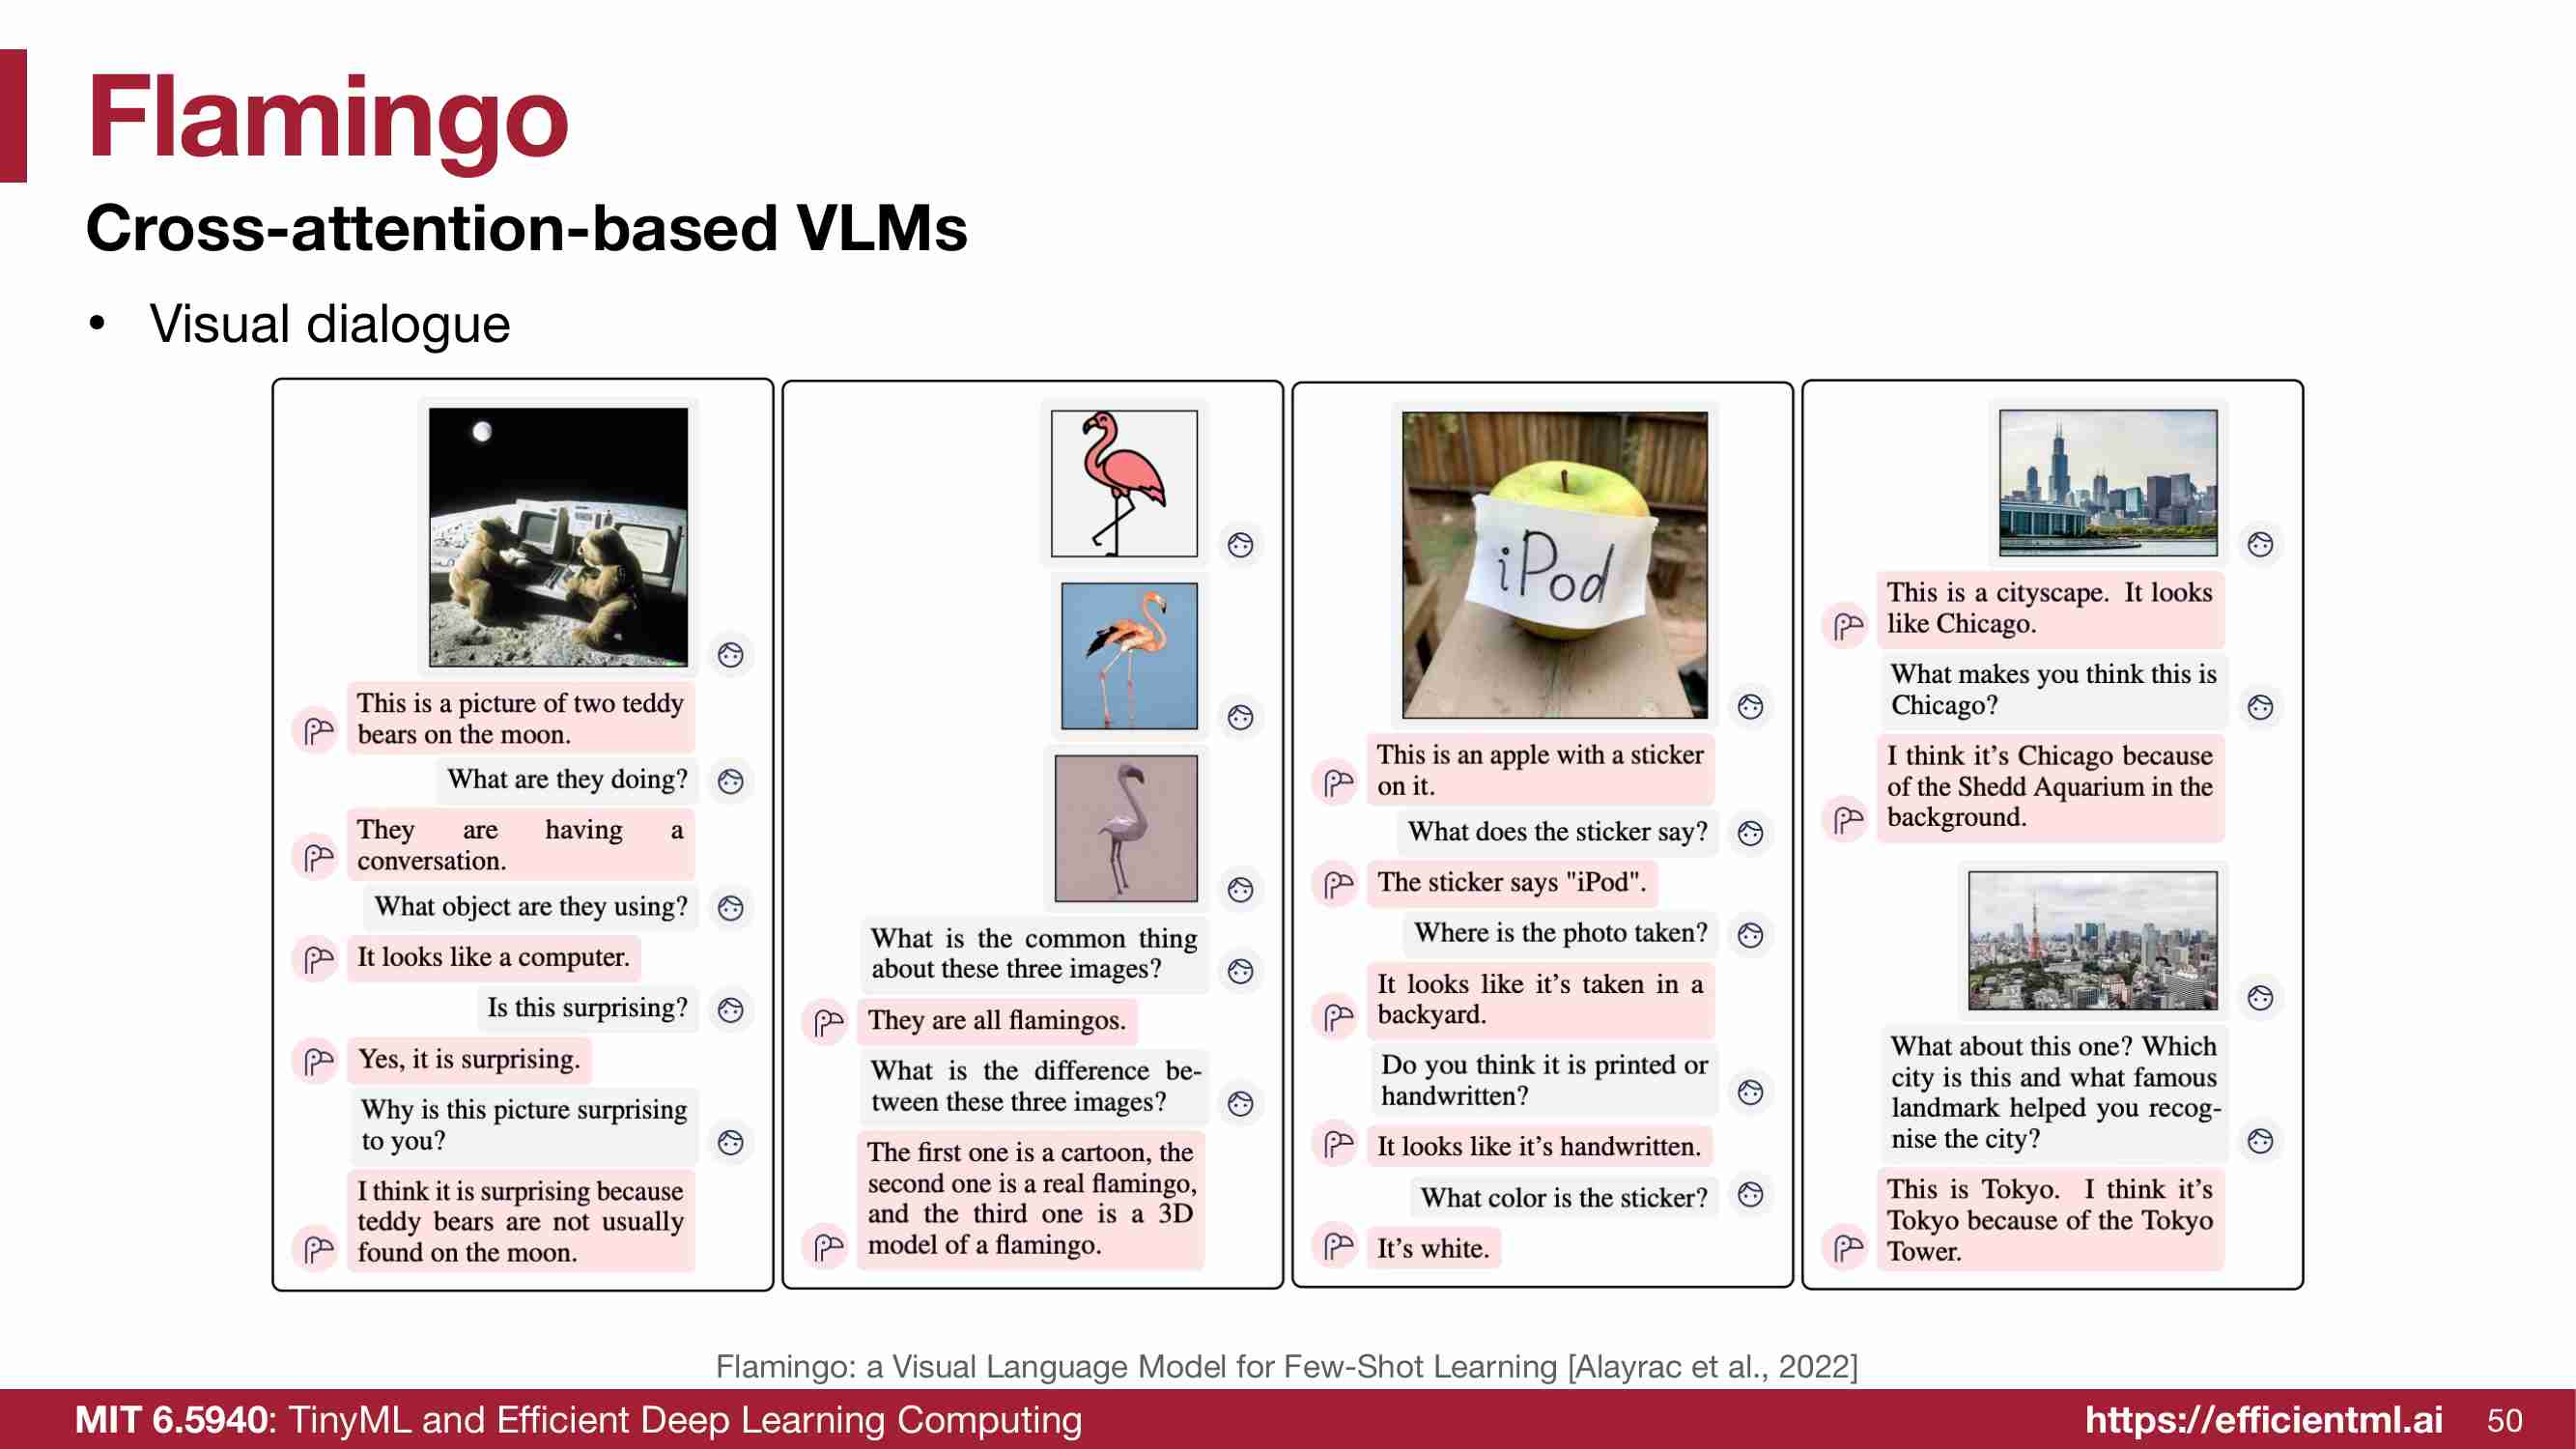 Flamingo
Cross-attention-based VLMs
• Visual dialogue
This is a picture of two teddy
bears on the moon.
What are they doing?
They are having a
conversation.
What object are they using?
It looks like a computer.
Is this surprising?
Yes, it is surprising.
Why is this picture surprising
to you?
I think it is surprising because
teddy bears are not usually
found on the moon.
What is the common thing
about these three images?
They are all flamingos.
What is the difference be-
tween these three images?
The first one is a cartoon, the
second one is a real flamingo,
and the third one is a 3D
model of a flamingo.
iPod
This is an apple with a sticker
on it.
What does the sticker say?
The sticker says "iPod".
Where is the photo taken?
It looks like it's taken in a
backyard.
Do you think it is printed or
handwritten?
It looks like it's handwritten.
What color is the sticker?
It's white.
This is a cityscape. It looks
like Chicago.
What makes you think this is
Chicago?
I think it's Chicago because
of the Shedd Aquarium in the
background.
What about this one? Which
city is this and what famous
landmark helped you recog-
nise the city?
This is Tokyo. I think it's
Tokyo because of the Tokyo
Tower.
Flamingo: a Visual Language Model for Few-Shot Learning [Alayrac et al., 2022]
MIT 6.5940: TinyML and Efficient Deep Learning Computing
https://efficientml.ai
50